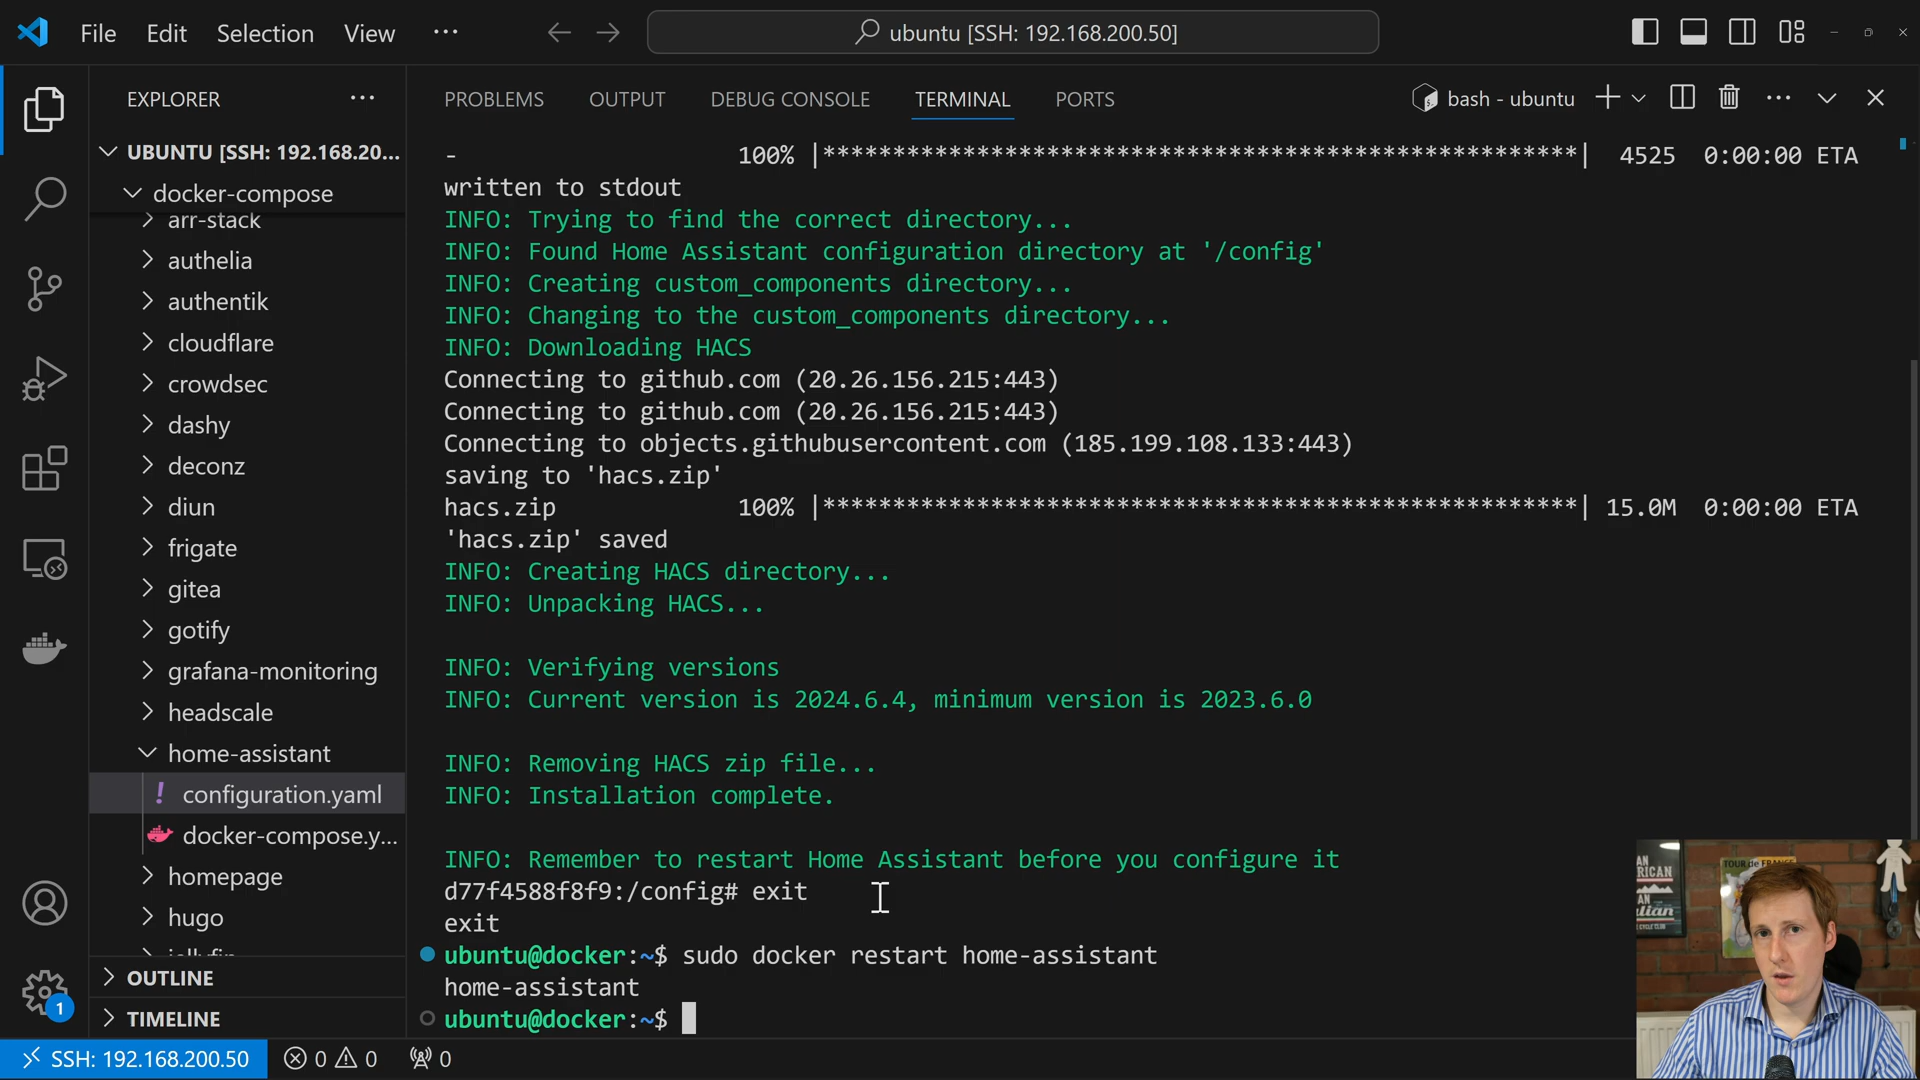 File Edit Selection View ...
ubuntu [SSH: 192.168.200.50]
EXPLORER ...
UBUNTU [SSH: 192.168.20...
docker-compose
arr-stack
authelia
authentik
cloudflare
crowdsec
dashy
deconz
diun
frigate
gitea
gotify
grafana-monitoring
headscale
home-assistant
! configuration.yaml
docker-compose.y...
homepage
hugo
OUTLINE
TIMELINE
1
PROBLEMS OUTPUT DEBUG CONSOLE TERMINAL PORTS
bash - ubuntu
- 100% |******************************************************| 4525 0:00:00 ETA
written to stdout
INFO: Trying to find the correct directory...
INFO: Found Home Assistant configuration directory at '/config'
INFO: Creating custom_components directory...
INFO: Changing to the custom_components directory...
INFO: Downloading HACS
Connecting to github.com (20.26.156.215:443)
Connecting to github.com (20.26.156.215:443)
Connecting to objects.githubusercontent.com (185.199.108.133:443)
saving to 'hacs.zip'
hacs.zip 100% |******************************************************| 15.0M 0:00:00 ETA
'hacs.zip' saved
INFO: Creating HACS directory...
INFO: Unpacking HACS...
INFO: Verifying versions
INFO: Current version is 2024.6.4, minimum version is 2023.6.0
INFO: Removing HACS zip file...
INFO: Installation complete.
INFO: Remember to restart Home Assistant before you configure it
d77f4588f8f9:/config# exit
exit
ubuntu@docker:~$ sudo docker restart home-assistant
home-assistant
ubuntu@docker:~$
SSH: 192.168.200.50 0 0 0
TOUR de FRANCE